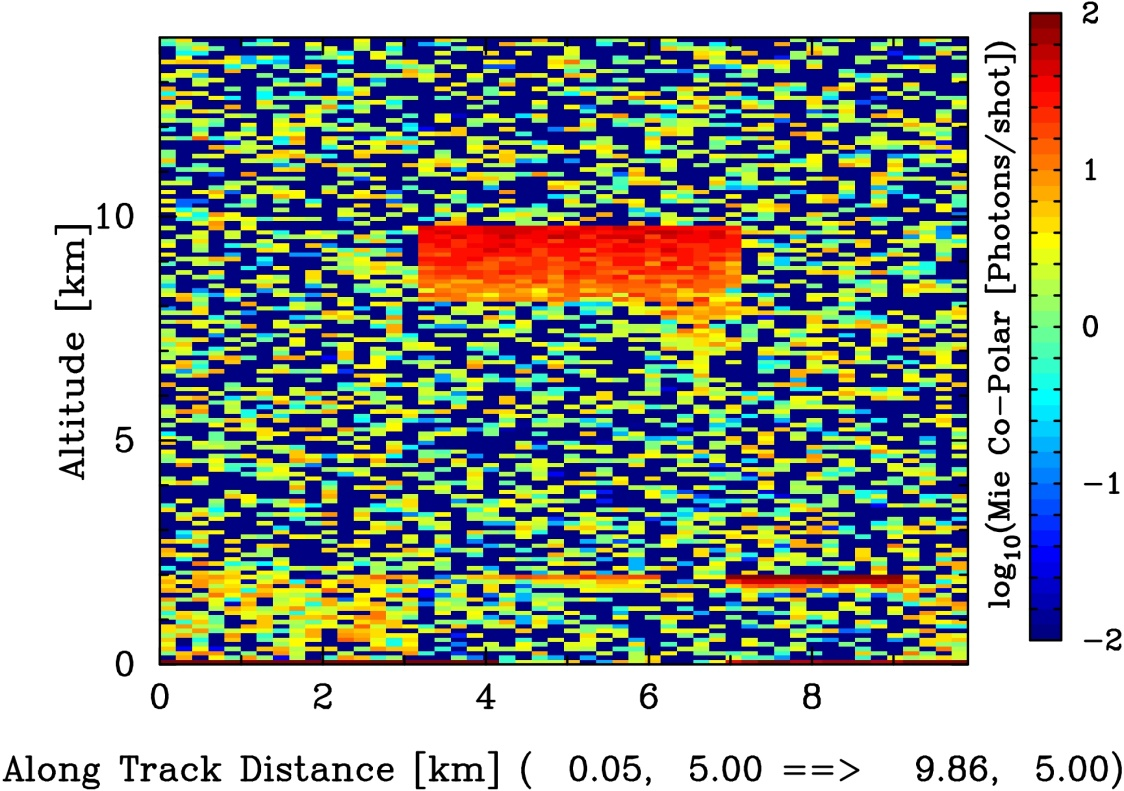 2
1
0
−1
−2
log10(Mie Co−Polar [Photons/shot])
10
5
0
Altitude [km]
0 2 4 6 8
Along Track Distance [km] ( 0.05, 5.00 ==> 9.86, 5.00)